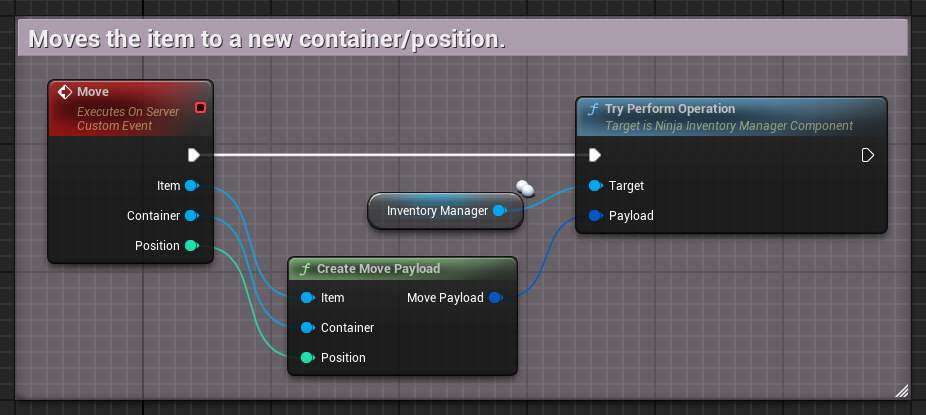 Moves the item to a new container/position.
Move
Executes On Server
Custom Event
Item
Container
Position
Inventory Manager
Create Move Payload
Item
Move Payload
Container
Position
Try Perform Operation
Target is Ninja Inventory Manager Component
Target
Payload